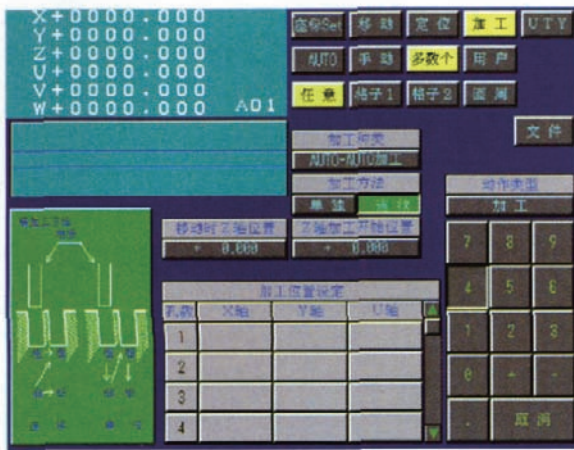 X+0000.000
Y+0000.000
Z+0000.000
U+0000.000
V+0000.000
W+0000.000 A01
座标Set 移动 定位 加工 UTY
AUTO 手动 多数个 用户
任意 格子1 格子2 圆周
文件
加工种类
AUTO-AUTO加工
加工方法
单独 连续
动作类型
加工
移动时Z轴位置 Z轴加工开始位置
+ 0.000 + 0.000
加工位置设定
孔数 X轴 Y轴 U轴
1
2
3
4
7 8 9
4 5 6
1 2 3
0 + -
. 取消